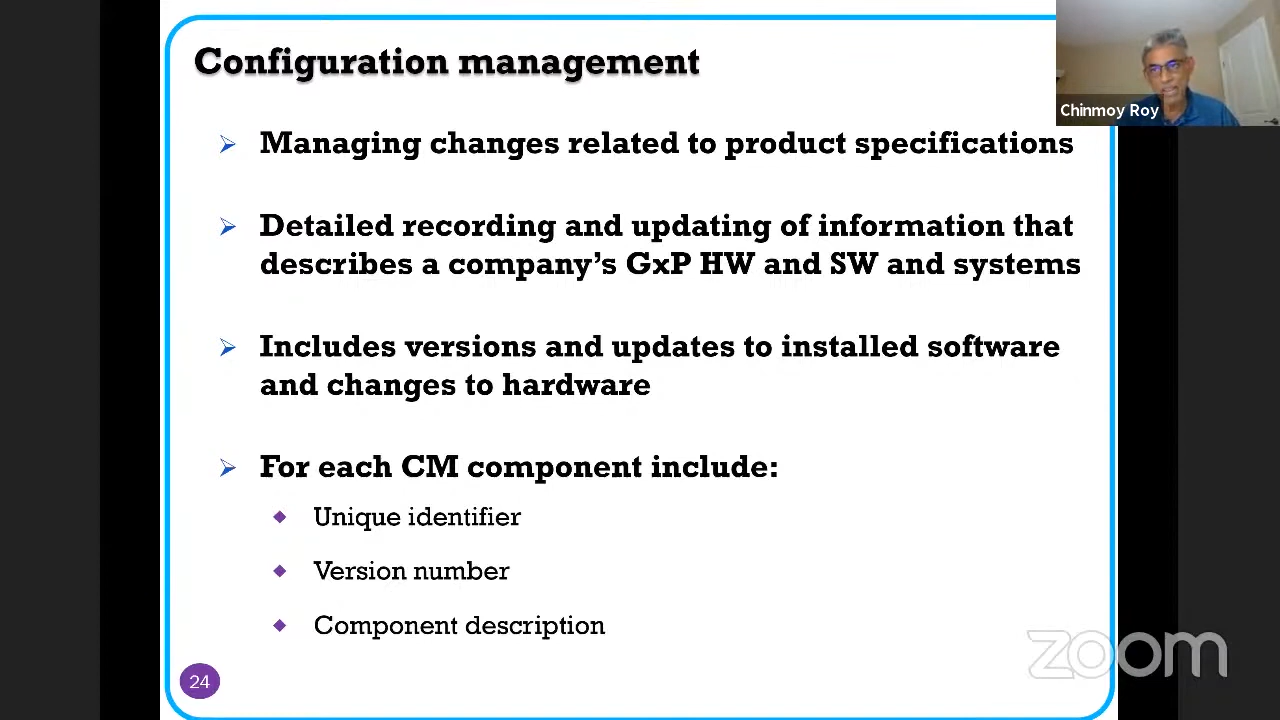 Configuration management
Chinmoy Roy
Managing changes related to product specifications
Detailed recording and updating of information that
describes a company’s GxP HW and SW and systems
Includes versions and updates to installed software
and changes to hardware
For each CM component include:
Unique identifier
Version number
Component description
24
zoom